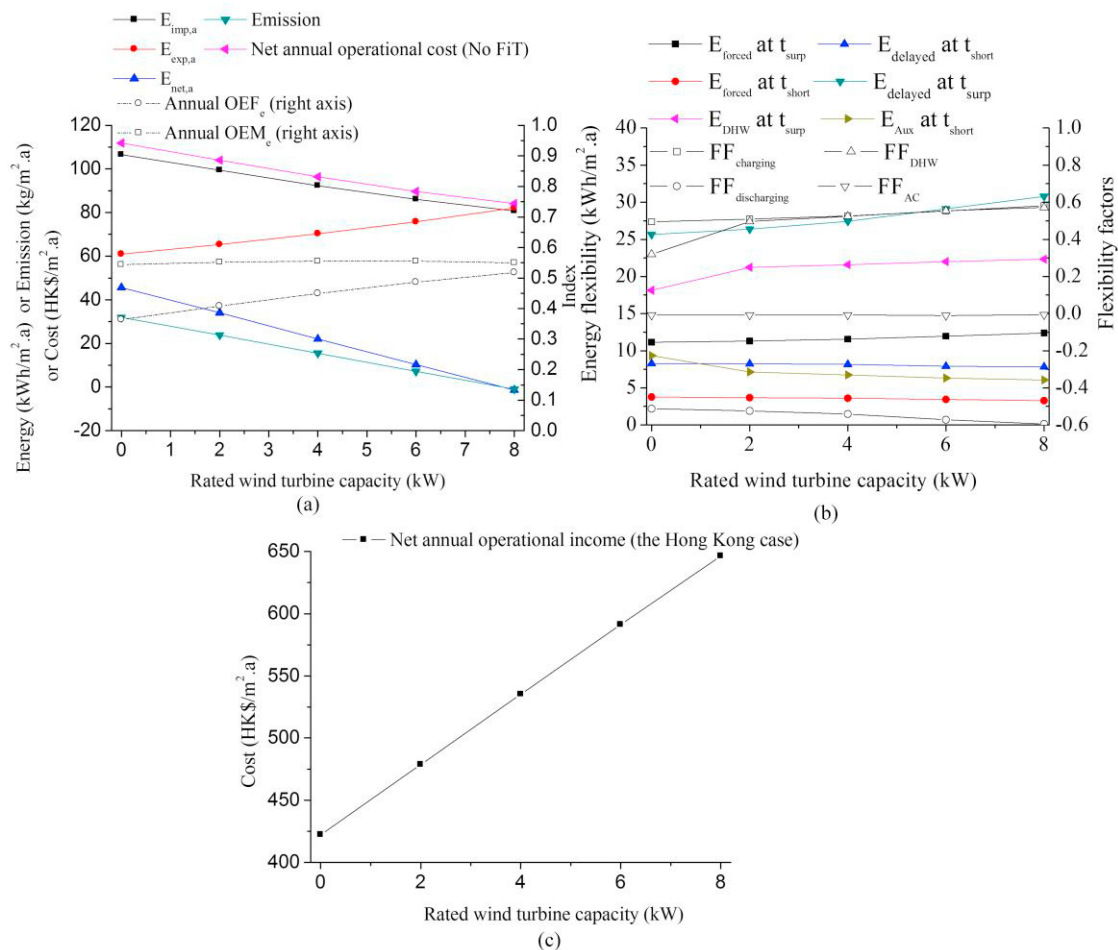 E_imp,a
Emission
E_exp,a
Net annual operational cost (No FiT)
E_net,a
Annual OEF_e (right axis)
Annual OEM_e (right axis)
120
100
80
60
40
20
0
-20
1.0
0.9
0.8
0.7
0.6
0.5
0.4
0.3
0.2
0.1
0.0
Energy (kWh/m².a) or Emission (kg/m².a)
or Cost (HK$/m².a)
Index
0 1 2 3 4 5 6 7 8
Rated wind turbine capacity (kW)
(a)
E_forced at t_surp
E_delayed at t_short
E_forced at t_short
E_delayed at t_surp
E_DHW at t_surp
E_Aux at t_short
FF_charging
FF_DHW
FF_discharging
FF_AC
40
35
30
25
20
15
10
5
0
1.0
0.8
0.6
0.4
0.2
0.0
-0.2
-0.4
-0.6
Energy flexibility (kWh/m².a)
Flexibility factors
0 2 4 6 8
Rated wind turbine capacity (kW)
(b)
Net annual operational income (the Hong Kong case)
650
600
550
500
450
400
Cost (HK$/m².a)
0 2 4 6 8
Rated wind turbine capacity (kW)
(c)